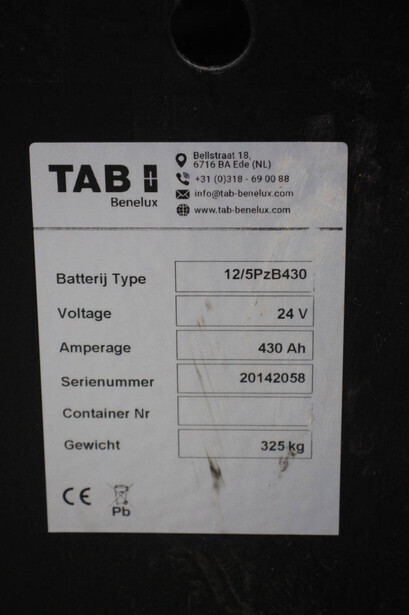 TAB
Benelux
Bellstraat 18,
6716 BA Ede (NL)
+31 (0)318 - 69 00 88
info@tab-benelux.com
www.tab-benelux.com
Batterij Type 12/5PzB430
Voltage 24 V
Amperage 430 Ah
Serienummer 20142058
Container Nr
Gewicht 325 kg
CE
Pb